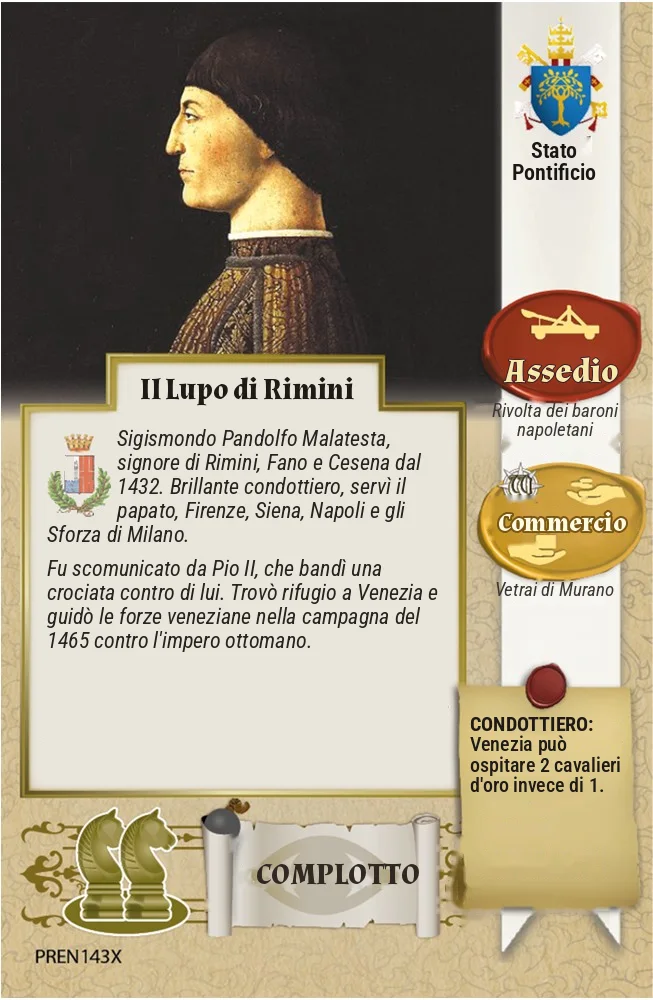 Stato
Pontificio
Assedio
Rivolta dei baroni
napoletani
Commercio
Vetrai di Murano
Il Lupo di Rimini
Sigismondo Pandolfo Malatesta,
signore di Rimini, Fano e Cesena dal
1432. Brillante condottiero, servì il
papato, Firenze, Siena, Napoli e gli
Sforza di Milano.
Fu scomunicato da Pio II, che bandì una
crociata contro di lui. Trovò rifugio a Venezia e
guidò le forze veneziane nella campagna del
1465 contro l'impero ottomano.
CONDOTTIERO:
Venezia può
ospitare 2 cavalieri
d'oro invece di 1.
COMPLOTTO
PREN143X